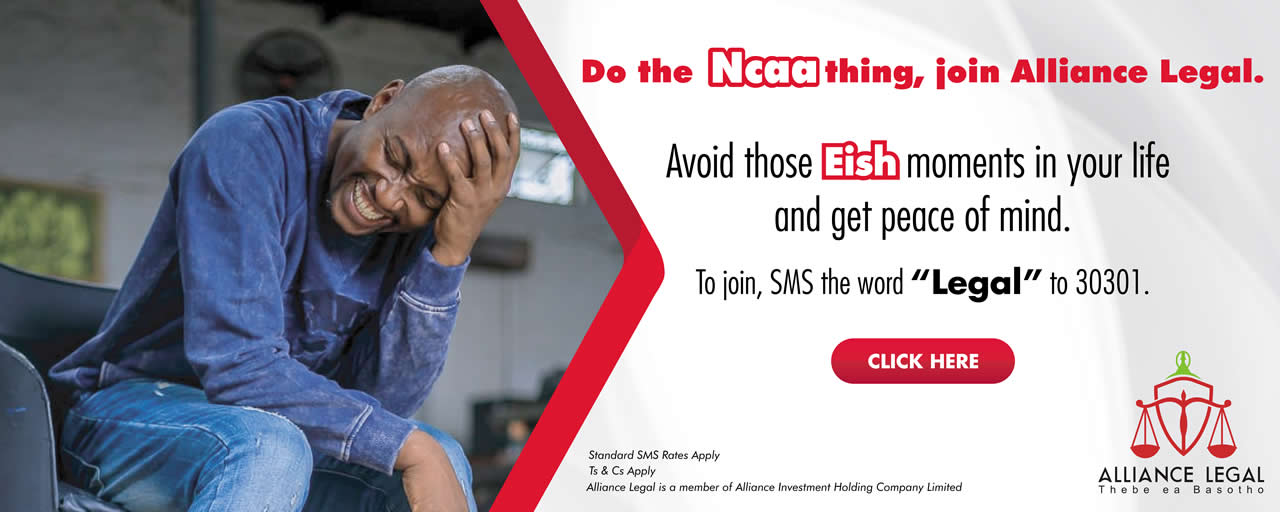 Do the Ncaa thing, join Alliance Legal.
Avoid those Eish moments in your life
and get peace of mind.
To join, SMS the word “Legal” to 30301.
CLICK HERE
Standard SMS Rates Apply
Ts & Cs Apply
Alliance Legal is a member of Alliance Investment Holding Company Limited
ALLIANCE LEGAL
Thebe ea Basotho